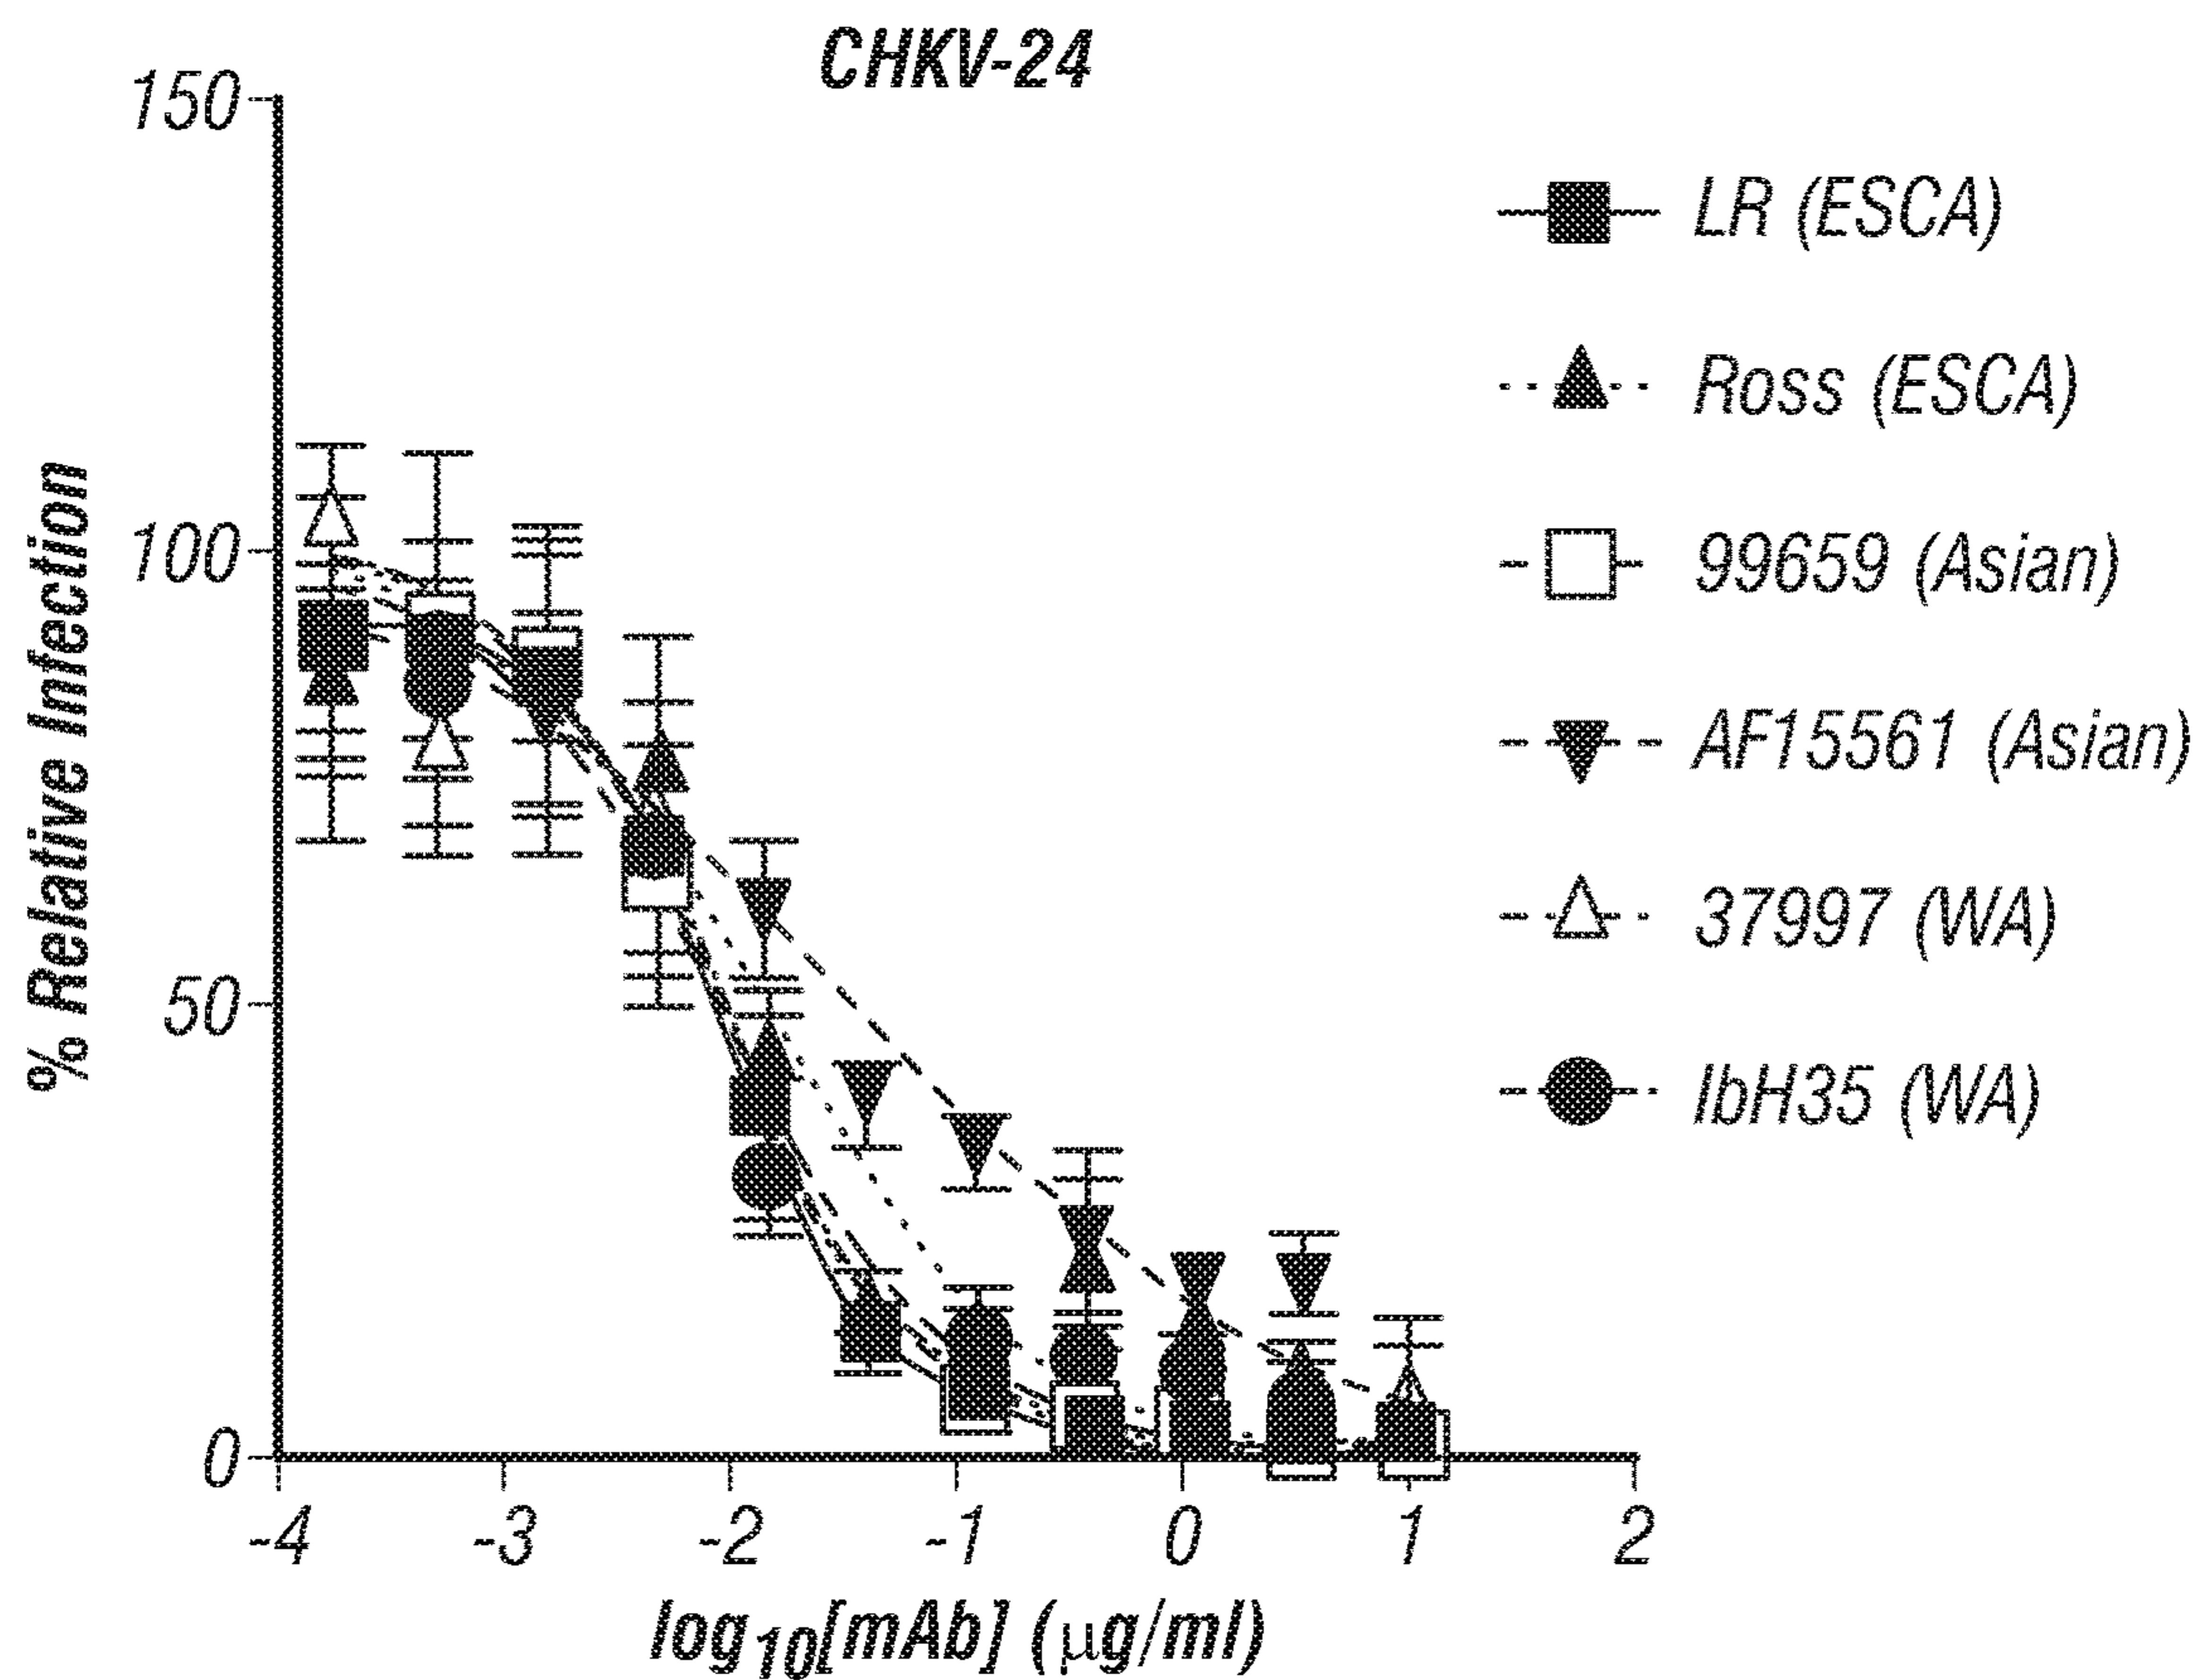 CHKV-24
150
100
50
0
% Relative Infection
-4 -3 -2 -1 0 1 2
log10[mAb] (μg/ml)
LR (ESCA)
Ross (ESCA)
99659 (Asian)
AF15561 (Asian)
37997 (WA)
IbH35 (WA)